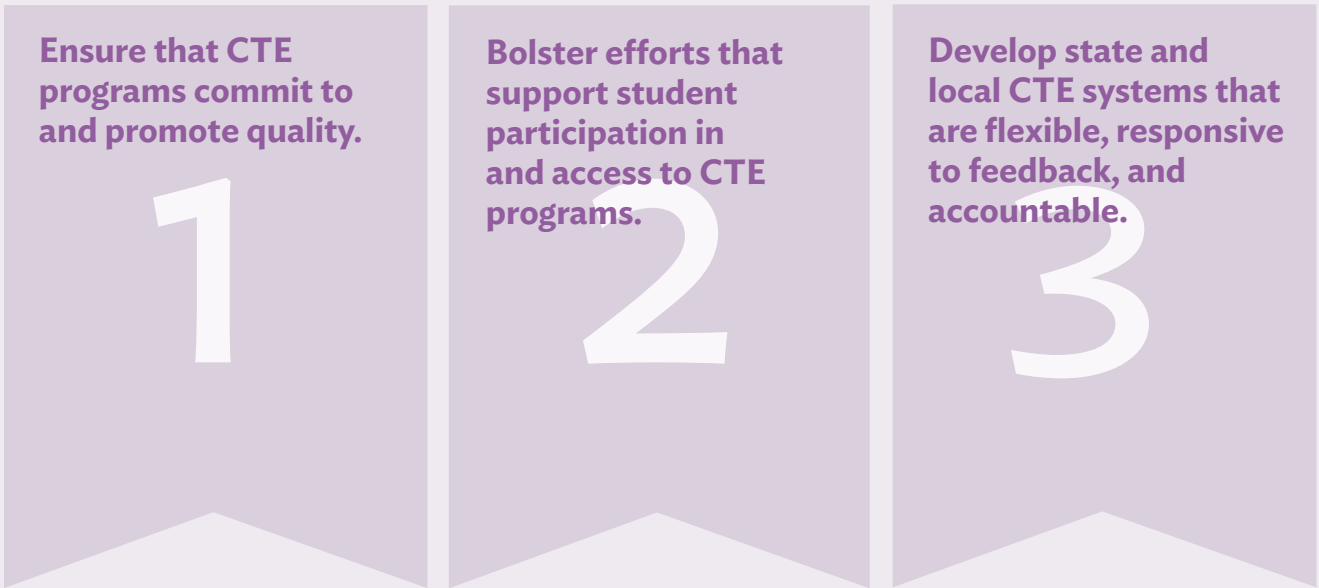 Ensure that CTE
programs commit to
and promote quality.
1
Bolster efforts that
support student
participation in
and access to CTE
programs.
2
Develop state and
local CTE systems that
are flexible, responsive
to feedback, and
accountable.
3